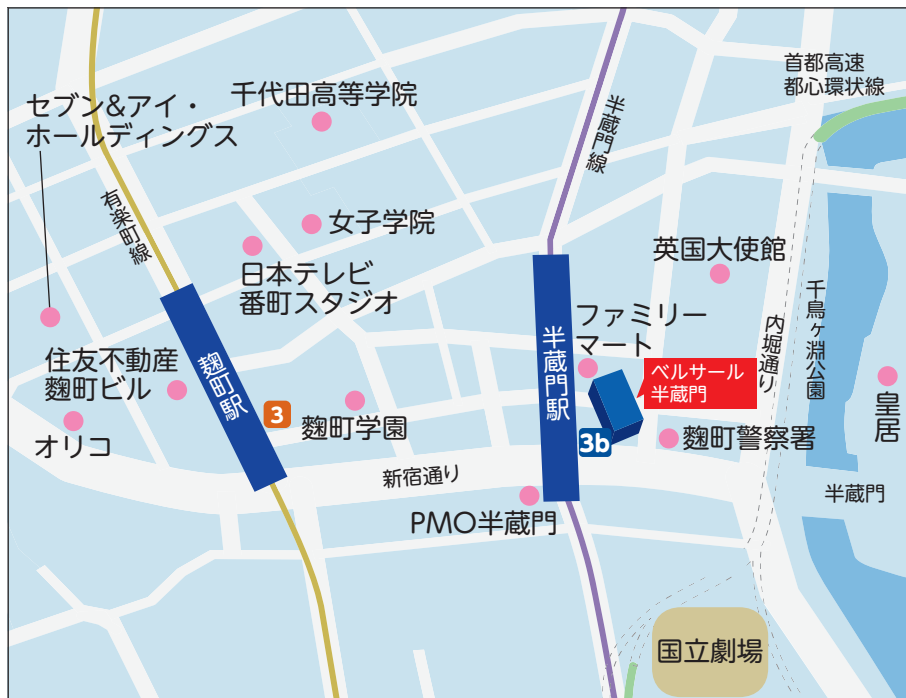 首都高速
都心環状線
セブン&アイ・
ホールディングス
千代田高等学院
半蔵門線
有楽町線
女子学院
日本テレビ
番町スタジオ
英国大使館
千鳥ヶ淵公園
内堀通り
ファミリー
マート
半蔵門駅
麹町駅
住友不動産
麹町ビル
ベルサール
半蔵門
皇居
オリコ
3
麹町学園
3b
麹町警察署
新宿通り
半蔵門
PMO半蔵門
国立劇場